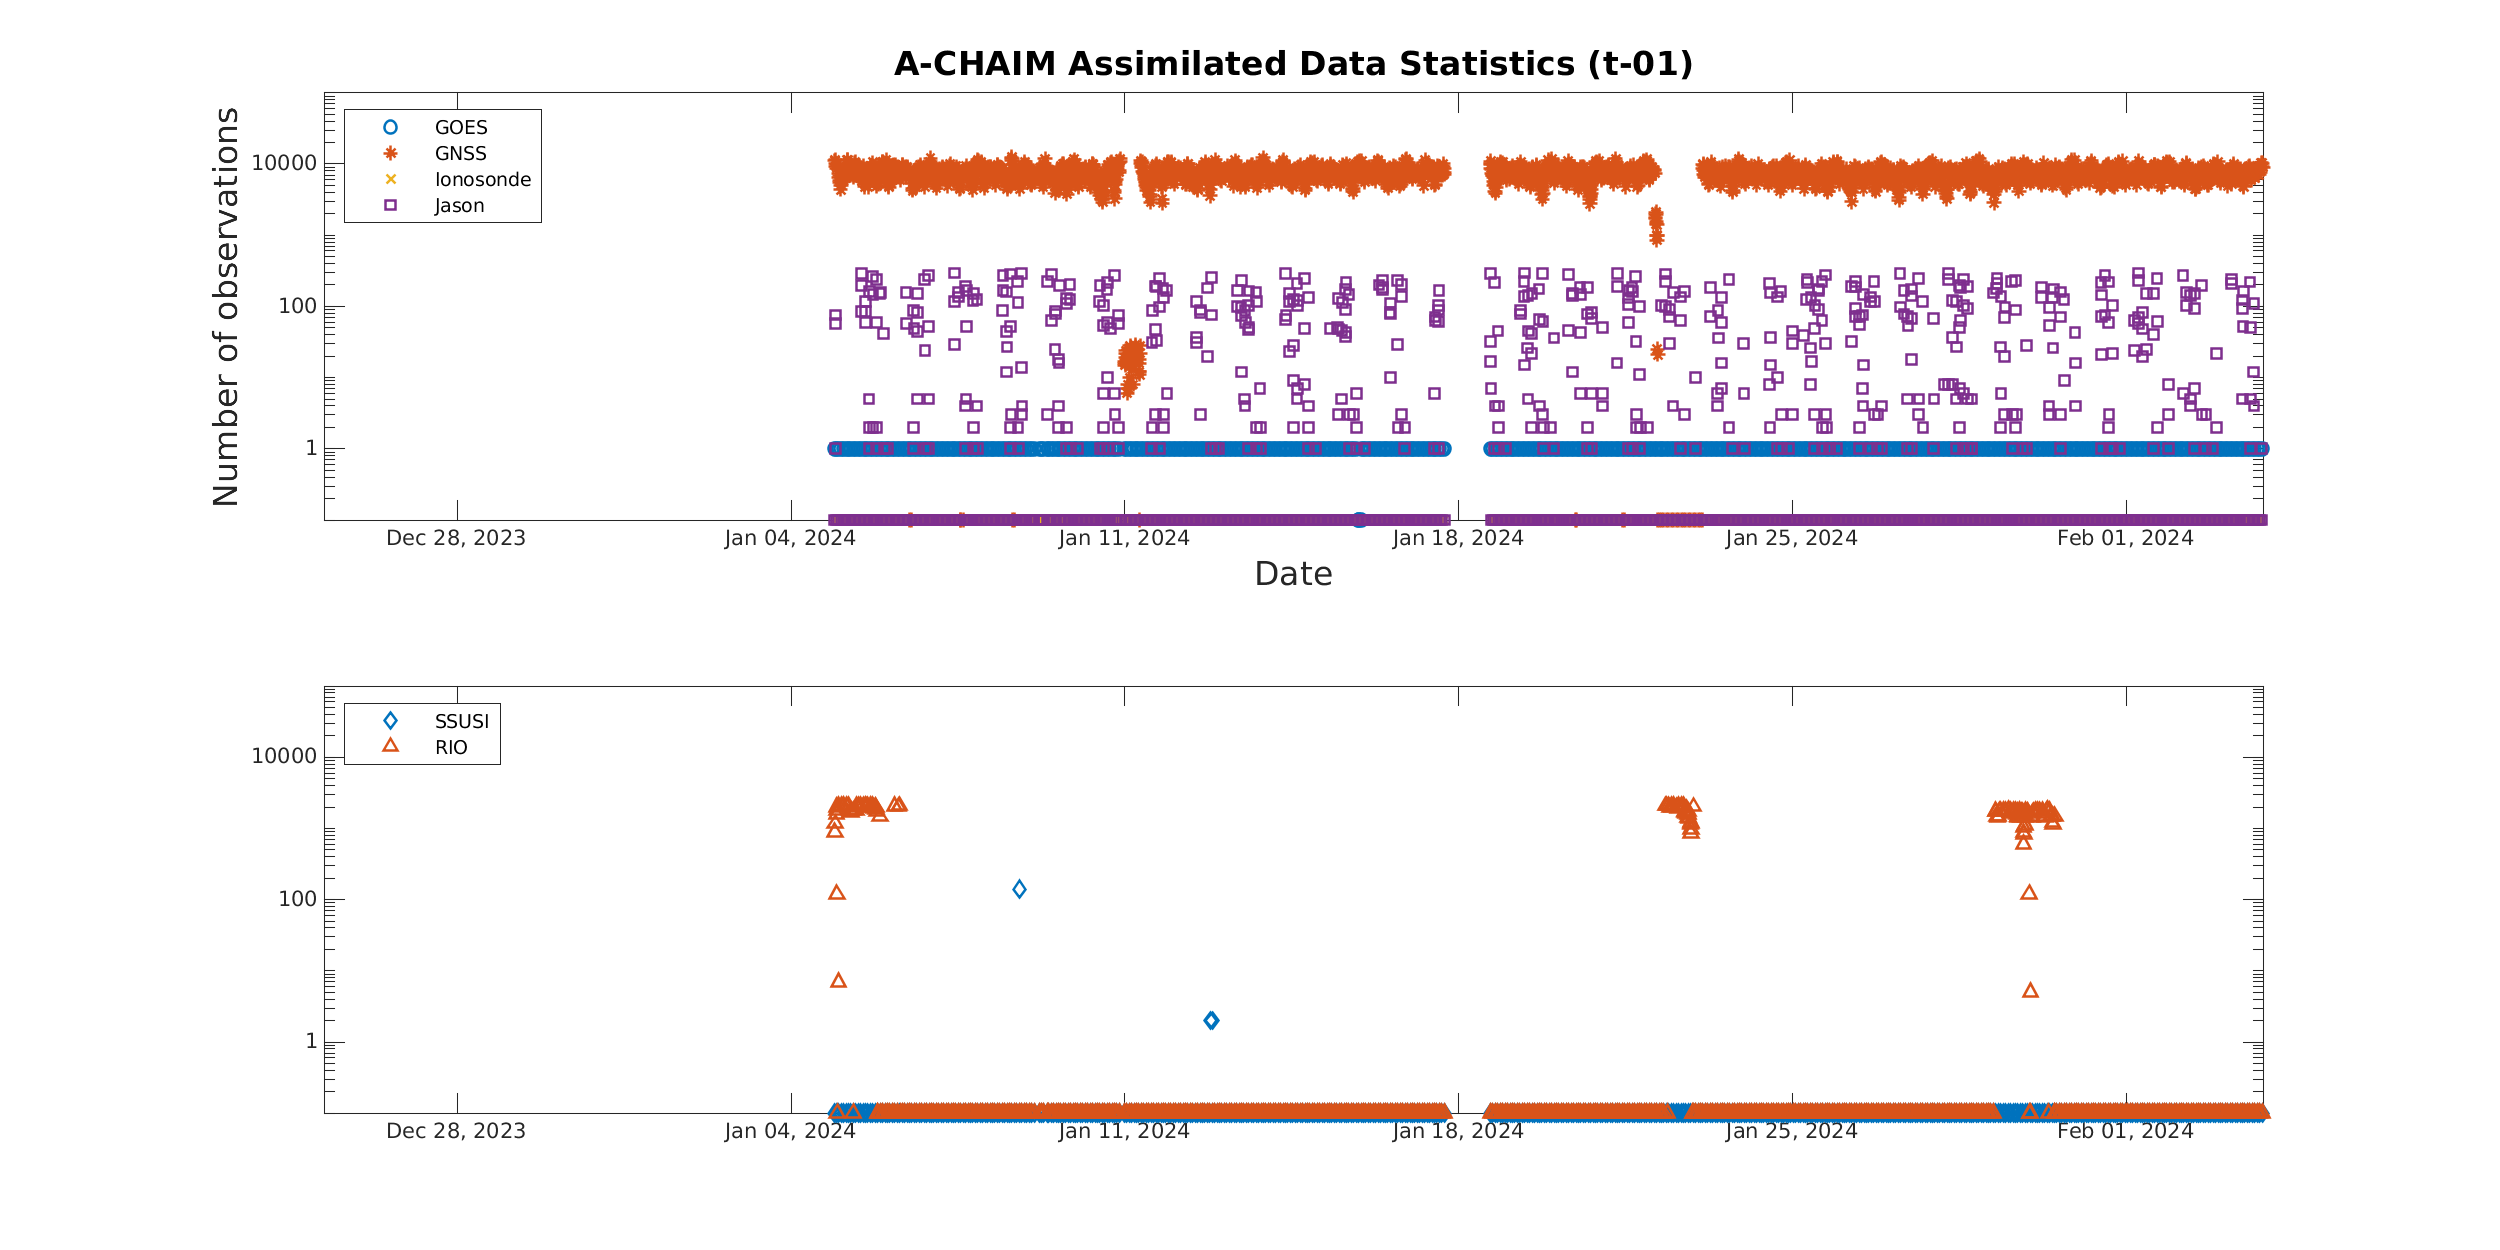 A-CHAIM Assimilated Data Statistics (t-01)
Number of observations
GOES
GNSS
Ionosonde
Jason
10000
100
1
Dec 28, 2023 Jan 04, 2024 Jan 11, 2024 Jan 18, 2024 Jan 25, 2024 Feb 01, 2024
Date
SSUSI
RIO
10000
100
1
Dec 28, 2023 Jan 04, 2024 Jan 11, 2024 Jan 18, 2024 Jan 25, 2024 Feb 01, 2024